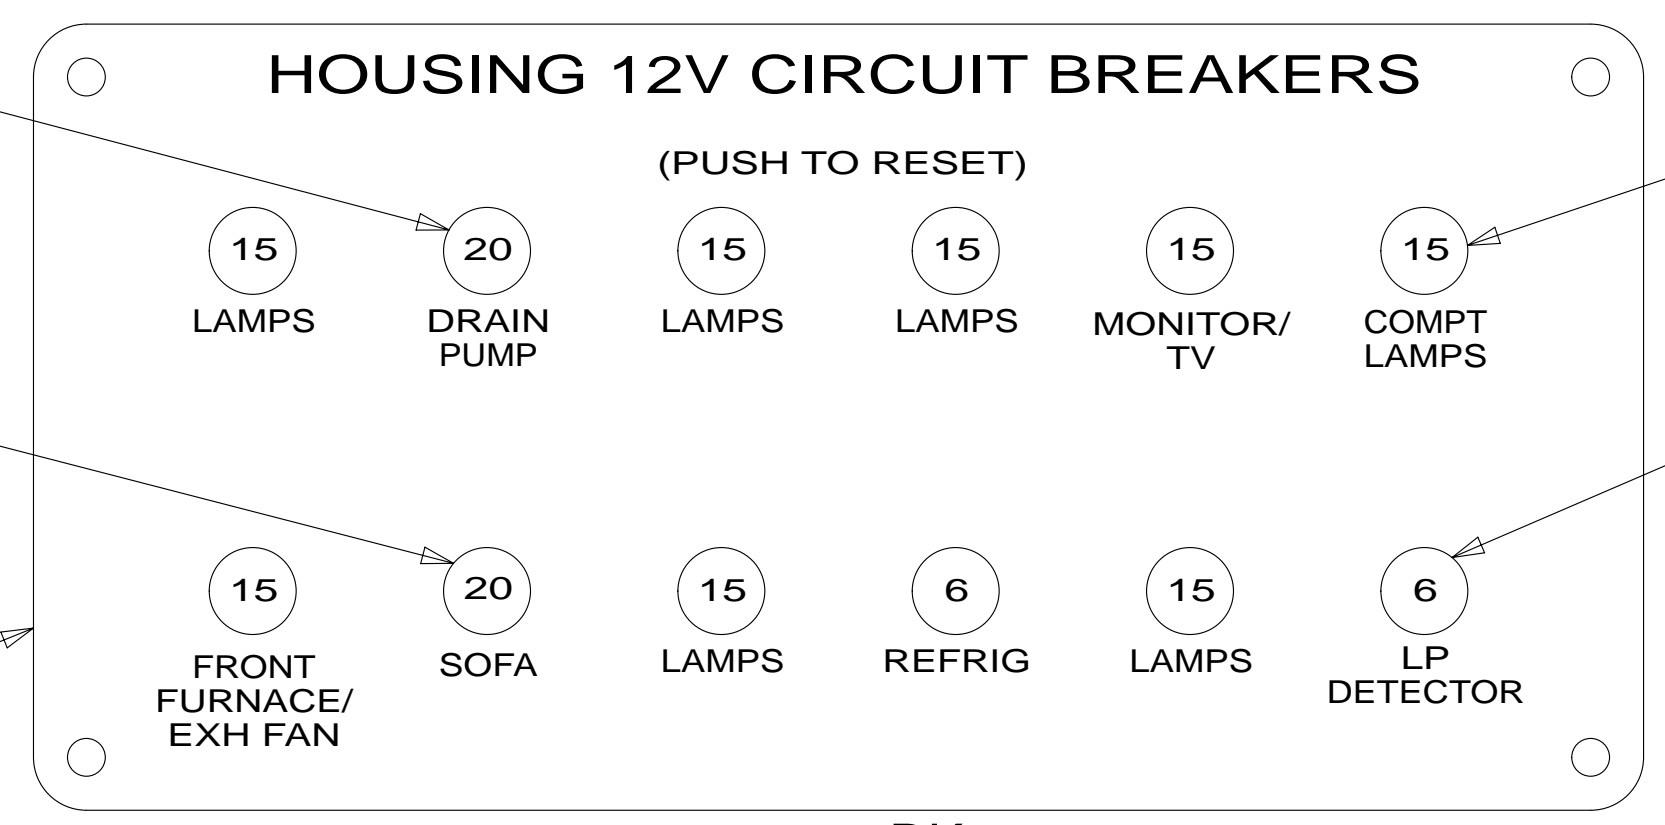 HOUSING 12V CIRCUIT BREAKERS
(PUSH TO RESET)
15 20 15 15 15 15
LAMPS DRAIN LAMPS LAMPS MONITOR/ COMPT
PUMP TV LAMPS
15 20 15 6 15 6
FRONT SOFA LAMPS REFRIG LAMPS LP
FURNACE/ DETECTOR
EXH FAN